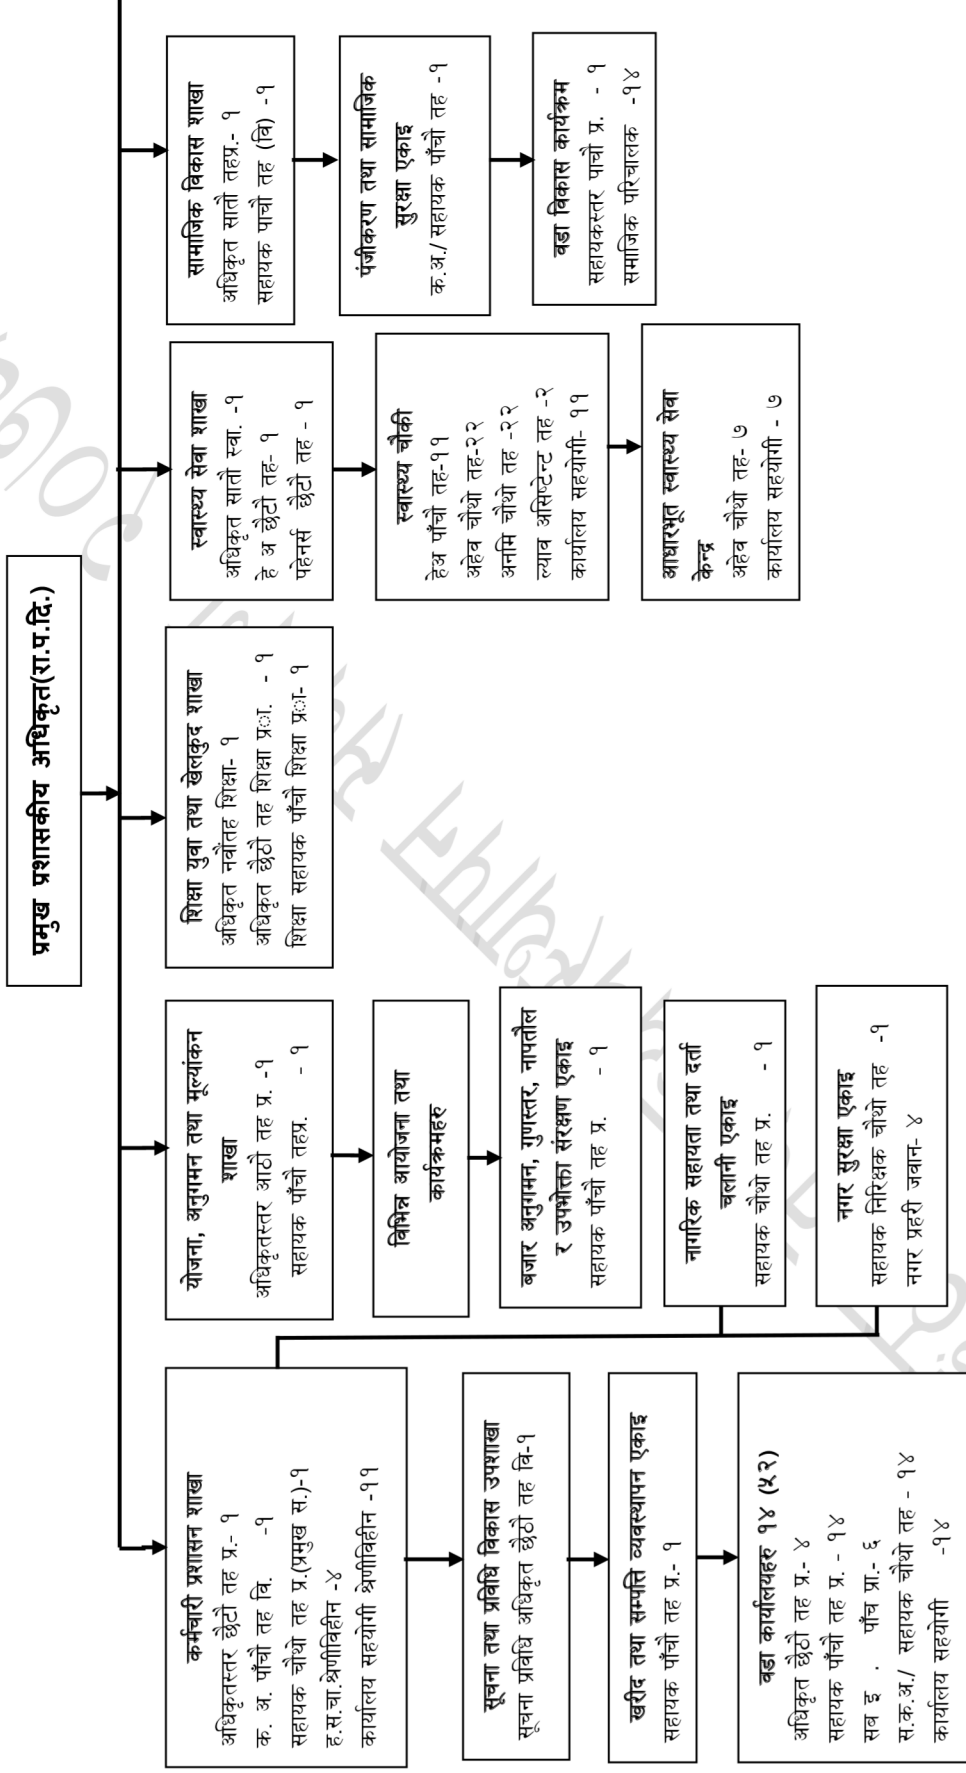 प्रमुख प्रशासकीय अधिकृत(रा.प.द्वि.)
कर्मचारी प्रशासन शाखा
अधिकृतस्तर छैटौ तह प्र.- १
क. अ. पाँचौ तह वि. -१
सहायक चौथो तह प्र.(प्रमुख स.)-१
ह.स.चा.श्रेणीविहीन -४
कार्यालय सहयोगी श्रेणीविहीन -११
सूचना तथा प्रविधि विकास उपशाखा
सूचना प्रविधि अधिकृत छैठौ तह वि-१
खरीद तथा सम्पत्ति व्यवस्थापन एकाइ
सहायक पाँचौ तह प्र.- १
वडा कार्यालयहरु १४ (५२)
अधिकृत छैठौ तह प्र.- ४
सहायक पाँचौ तह प्र. - १४
सब इ . पाँच प्रा.- ६
स.क.अ./ सहायक चौथो तह - १४
कार्यालय सहयोगी -१४
योजना, अनुगमन तथा मूल्यांकन
शाखा
अधिकृतस्तर आठौ तह प्र. -१
सहायक पाँचौ तहप्र. - १
विभिन्न आयोजना तथा
कार्यक्रमहरु
बजार अनुगमन, गुणस्तर, नापतौल
र उपभोक्ता संरक्षण एकाइ
सहायक पाँचौ तह प्र. - १
नागरिक सहायता तथा दर्ता
चलानी एकाइ
सहायक चौथो तह प्र. - १
नगर सुरक्षा एकाइ
सहायक निरिक्षक चौथो तह -१
नगर प्रहरी जवान- ४
शिक्षा युवा तथा खेलकुद शाखा
अधिकृत नवौंतह शिक्षा- १
अधिकृत छैठौ तह शिक्षा प्रा. - १
शिक्षा सहायक पाँचौ शिक्षा प्रा- १
स्वास्थ्य सेवा शाखा
अधिकृत सातौ स्वा. -१
हे अ छैटौ तह- १
पहेनर्स छैटौ तह - १
स्वास्थ्य चौकी
हेअ पाँचौ तह-११
अहेव चौथो तह-२२
अनमि चौथो तह -२२
ल्याव असिष्टेन्ट तह -२
कार्यालय सहयोगी- ११
आधारभूत स्वास्थ्य सेवा
केन्द्र
अहेव चौथो तह- ७
कार्यालय सहयोगी - ७
सामाजिक विकास शाखा
अधिकृत सातौ तहप्र.- १
सहायक पाचौ तह (वि) -१
पंजीकरण तथा सामाजिक
सुरक्षा एकाइ
क.अ./ सहायक पाँचौ तह -१
वडा विकास कार्यक्रम
सहायकस्तर पाचौ प्र. - १
समाजिक परिचालक -१४